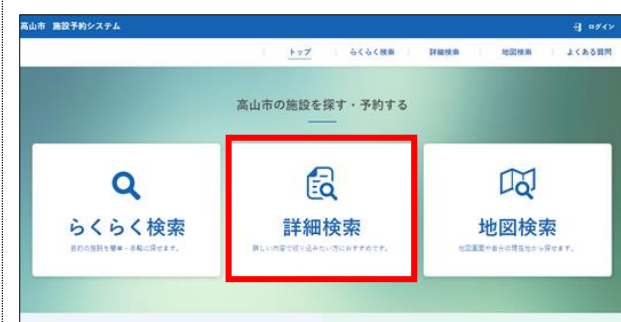 高山市 施設予約システム
ログイン
トップ
らくらく検索
詳細検索
地図検索
よくある質問
高山市の施設を探す・予約する
らくらく検索
目的の施設を簡単・手軽に探せます。
詳細検索
詳しい内容で絞り込みたい方におすすめです。
地図検索
地図画面や自分の現在地から探せます。